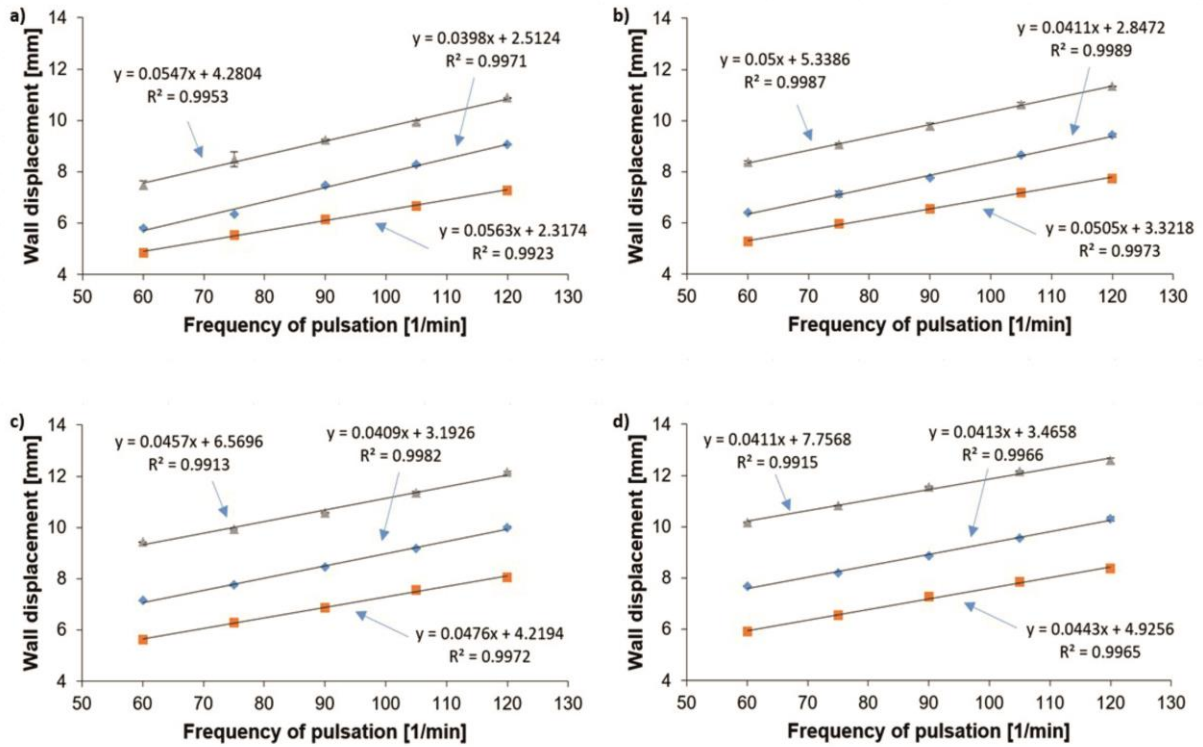 a)
14
12
10
8
6
4
Wall displacement [mm]
y = 0.0547x + 4.2804
R² = 0.9953
y = 0.0398x + 2.5124
R² = 0.9971
y = 0.0563x + 2.3174
R² = 0.9923
50 60 70 80 90 100 110 120 130
Frequency of pulsation [1/min]
b)
14
12
10
8
6
4
Wall displacement [mm]
y = 0.05x + 5.3386
R² = 0.9987
y = 0.0411x + 2.8472
R² = 0.9989
y = 0.0505x + 3.3218
R² = 0.9973
50 60 70 80 90 100 110 120 130
Frequency of pulsation [1/min]
c)
14
12
10
8
6
4
Wall displacement [mm]
y = 0.0457x + 6.5696
R² = 0.9913
y = 0.0409x + 3.1926
R² = 0.9982
y = 0.0476x + 4.2194
R² = 0.9972
50 60 70 80 90 100 110 120 130
Frequency of pulsation [1/min]
d)
14
12
10
8
6
4
Wall displacement [mm]
y = 0.0411x + 7.7568
R² = 0.9915
y = 0.0413x + 3.4658
R² = 0.9966
y = 0.0443x + 4.9256
R² = 0.9965
50 60 70 80 90 100 110 120 130
Frequency of pulsation [1/min]